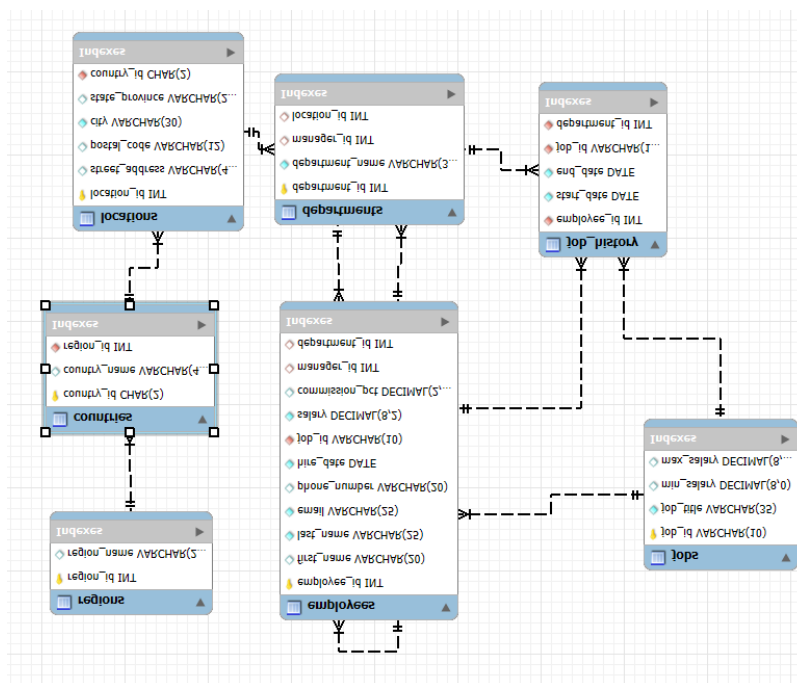 regions
region_id INT
region_name VARCHAR(2...
Indexes
employees
employee_id INT
first_name VARCHAR(20)
last_name VARCHAR(25)
email VARCHAR(25)
phone_number VARCHAR(20)
hire_date DATE
job_id VARCHAR(10)
salary DECIMAL(8,2)
commission_pct DECIMAL(2,...
manager_id INT
department_id INT
Indexes
jobs
job_id VARCHAR(10)
job_title VARCHAR(35)
min_salary DECIMAL(8,0)
max_salary DECIMAL(8,...
Indexes
countries
country_id CHAR(2)
country_name VARCHAR(4...
region_id INT
Indexes
locations
location_id INT
street_address VARCHAR(4...
postal_code VARCHAR(12)
city VARCHAR(30)
state_province VARCHAR(2...
country_id CHAR(2)
Indexes
departments
department_id INT
department_name VARCHAR(3...
manager_id INT
location_id INT
Indexes
job_history
employee_id INT
start_date DATE
end_date DATE
job_id VARCHAR(1...
department_id INT
Indexes